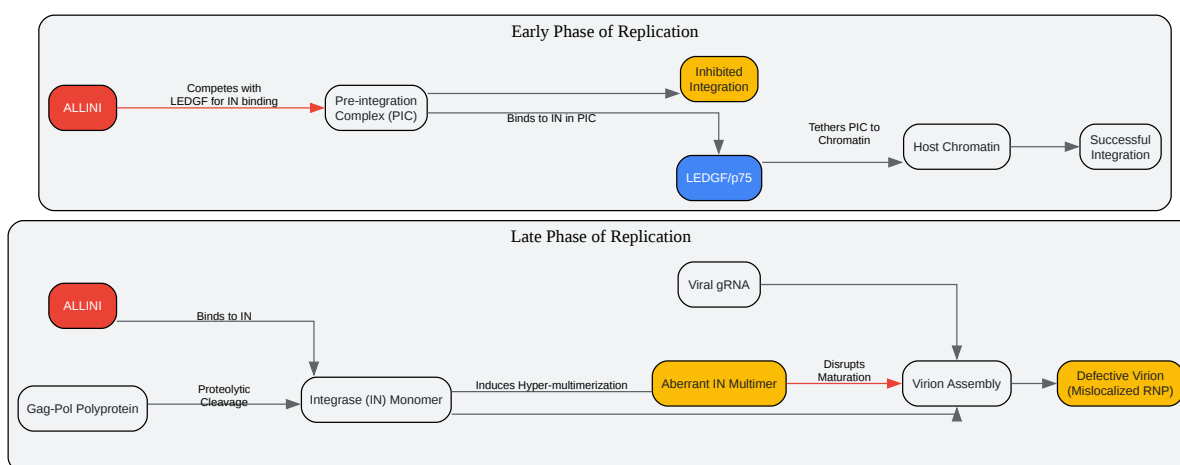 Early Phase of Replication
ALLINI
Competes with
LEDGF for IN binding
Pre-integration
Complex (PIC)
Inhibited
Integration
Binds to IN in PIC
LEDGF/p75
Tethers PIC to
Chromatin
Host Chromatin
Successful
Integration
Late Phase of Replication
ALLINI
Binds to IN
Gag-Pol Polyprotein
Proteolytic
Cleavage
Integrase (IN) Monomer
Induces Hyper-multimerization
Viral gRNA
Aberrant IN Multimer
Disrupts
Maturation
Virion Assembly
Defective Virion
(Mislocalized RNP)